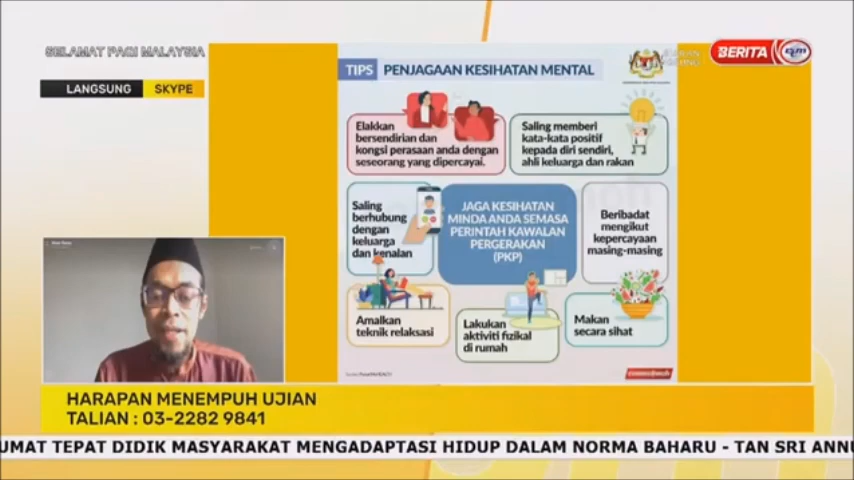 SELAMAT PAGI MALAYSIA
LANGSUNG
SKYPE
BERITA
TIPS
PENJAGAAN KESIHATAN MENTAL
Elakkan
bersendirian dan
kongsi perasaan anda dengan
seseorang yang dipercayai.
Saling memberi
kata-kata positif
kepada diri sendiri,
ahli keluarga dan rakan
Saling
berhubung
dengan
keluarga
dan kenalan
JAGA KESIHATAN
MINDA ANDA SEMASA
PERINTAH KAWALAN
PERGERAKAN
(PKP)
Beribadat
mengikut
kepercayaan
masing-masing
Amalkan
teknik relaksasi
Lakukan
aktiviti fizikal
di rumah
Makan
secara sihat
HARAPAN MENEMPUH UJIAN
TALIAN : 03-2282 9841
UMAT TEPAT DIDIK MASYARAKAT MENGADAPTASI HIDUP DALAM NORMA BAHARU - TAN SRI ANNU